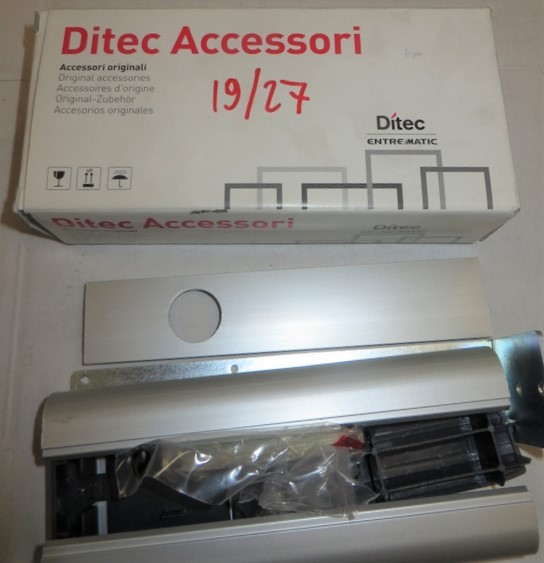 Ditec Accessori
Accessori originali
Original accessories
Accessoires d'origine
Original-Zubehör
Accesorios originales
19/27
Ditec
ENTREMATIC
Ditec Accessori
Ditec